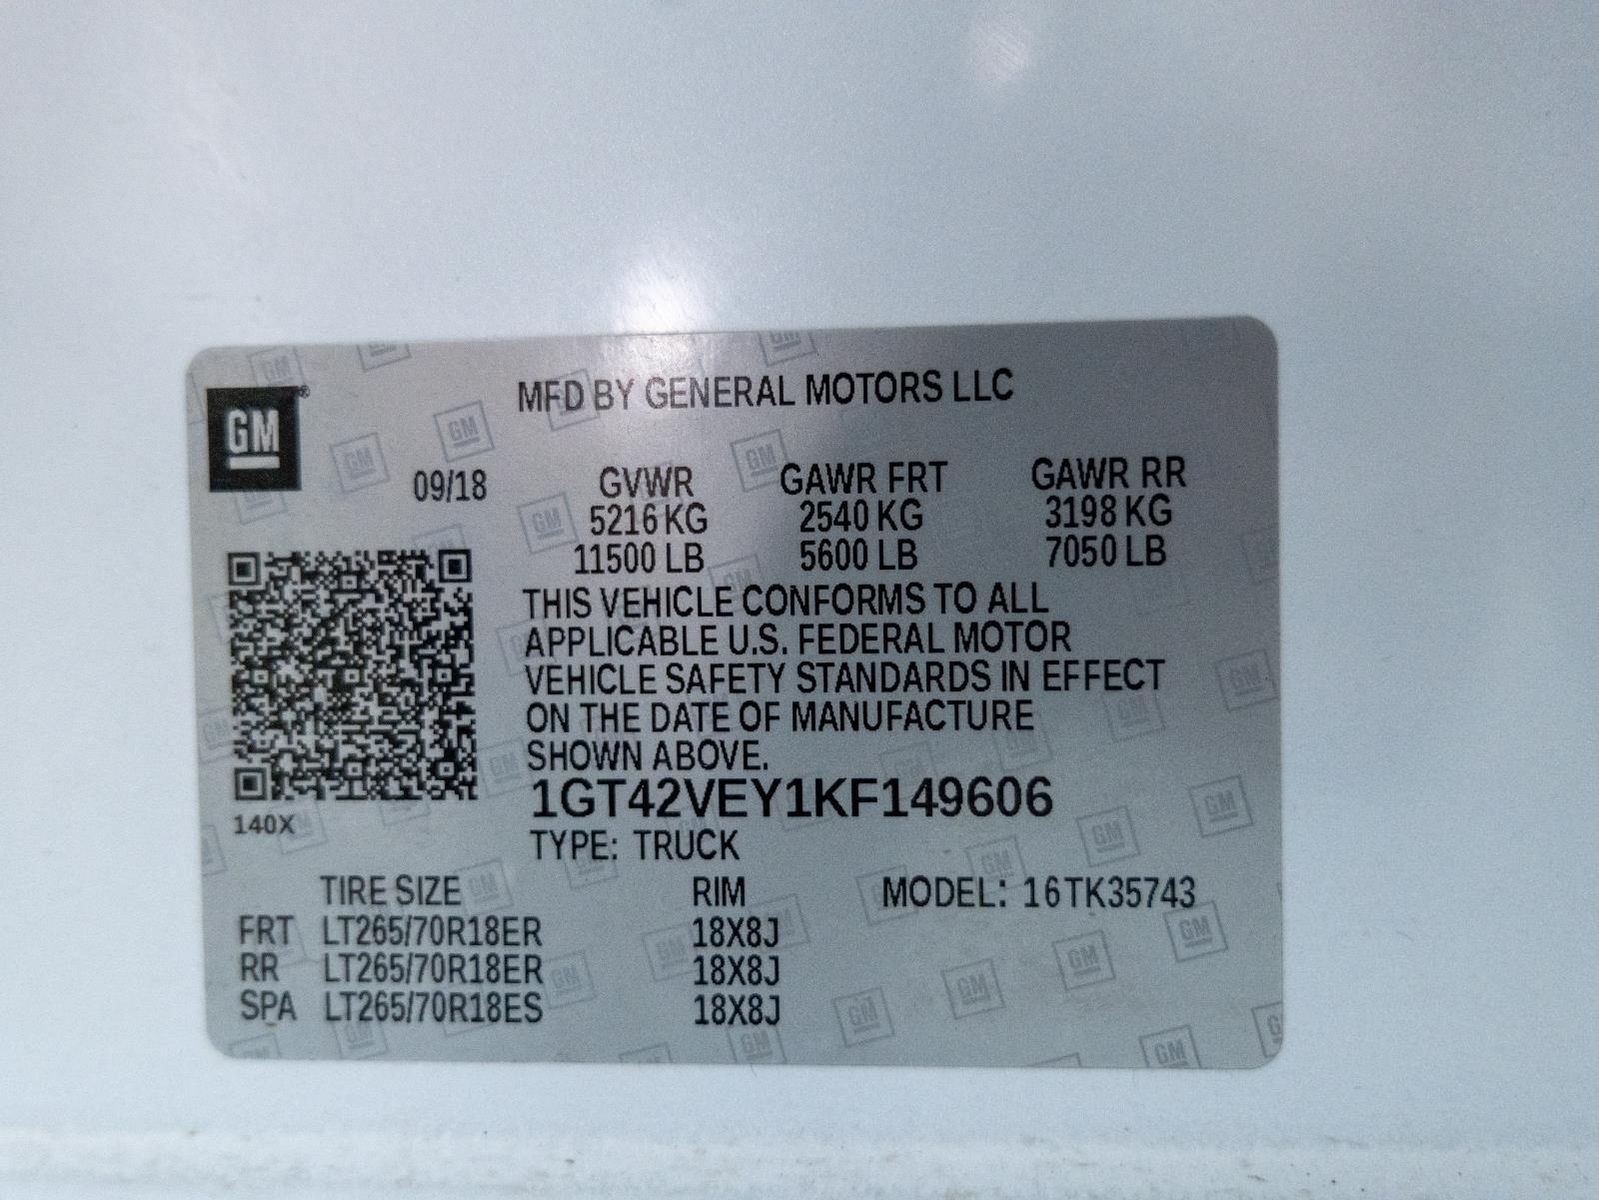 MFD BY GENERAL MOTORS LLC
GM
09/18 GVWR GAWR FRT GAWR RR
5216 KG 2540 KG 3198 KG
11500 LB 5600 LB 7050 LB
THIS VEHICLE CONFORMS TO ALL
APPLICABLE U.S. FEDERAL MOTOR
VEHICLE SAFETY STANDARDS IN EFFECT
ON THE DATE OF MANUFACTURE
SHOWN ABOVE.
1GT42VEY1KF149606
140X
TYPE: TRUCK
TIRE SIZE RIM MODEL: 16TK35743
FRT LT265/70R18ER 18X8J
RR LT265/70R18ER 18X8J
SPA LT265/70R18ES 18X8J